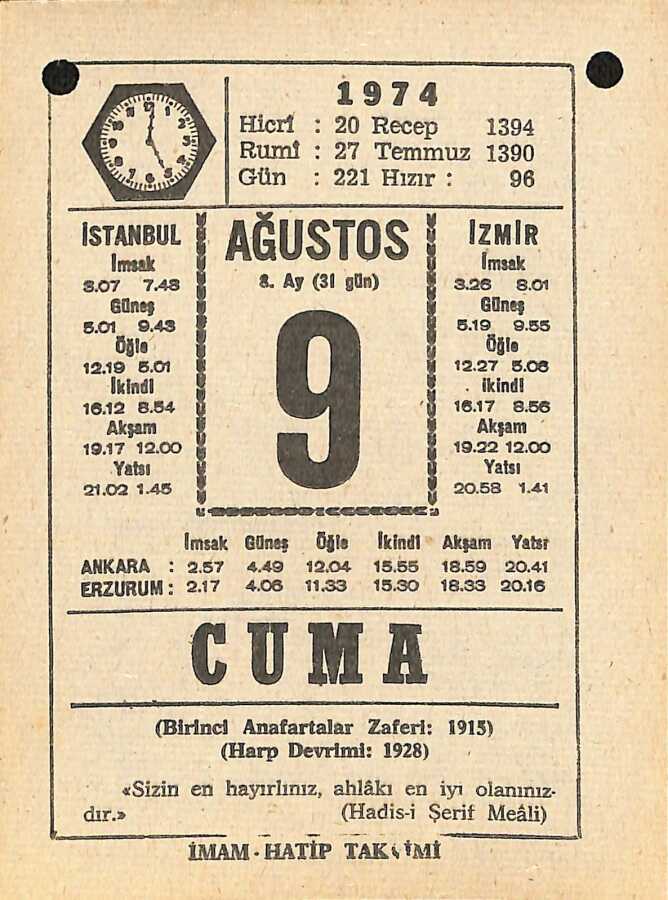 1974
Hicrî : 20 Recep 1394
Rumî : 27 Temmuz 1390
Gün : 221 Hızır : 96
İSTANBUL
İmsak
3.07 7.48
Güneş
5.01 9.43
Öğle
12.19 5.01
İkindi
16.12 8.54
Akşam
19.17 12.00
Yatsı
21.02 1.45
AĞUSTOS
8. Ay (31 gün)
9
İZMİR
İmsak
3.26 8.01
Güneş
5.19 9.55
Öğle
12.27 5.06
İkindi
16.17 8.56
Akşam
19.22 12.00
Yatsı
20.58 1.41
İmsak Güneş Öğle İkindi Akşam Yatsı
ANKARA : 2.57 4.49 12.04 15.55 18.59 20.41
ERZURUM : 2.17 4.06 11.33 15.30 18.33 20.16
CUMA
(Birinci Anafartalar Zaferi: 1915)
(Harp Devrimi: 1928)
«Sizin en hayırlınız, ahlâkı en iyi olanınız-
dır.» (Hadis-i Şerif Meâli)
İMAM - HATİP TAKVİMİ